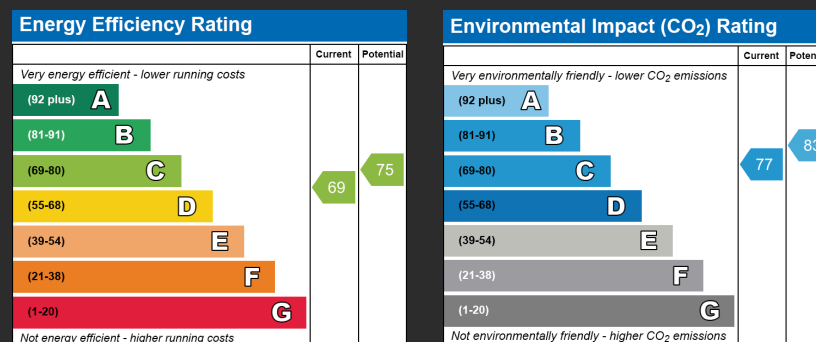 Energy Efficiency Rating
Current Potential
Very energy efficient - lower running costs
(92 plus) A
(81-91) B
(69-80) C
(55-68) D
(39-54) E
(21-38) F
(1-20) G
69
75
Not energy efficient - higher running costs
Environmental Impact (CO₂) Rating
Current Poten
Very environmentally friendly - lower CO₂ emissions
(92 plus) A
(81-91) B
(69-80) C
(55-68) D
(39-54) E
(21-38) F
(1-20) G
77
83
Not environmentally friendly - higher CO₂ emissions